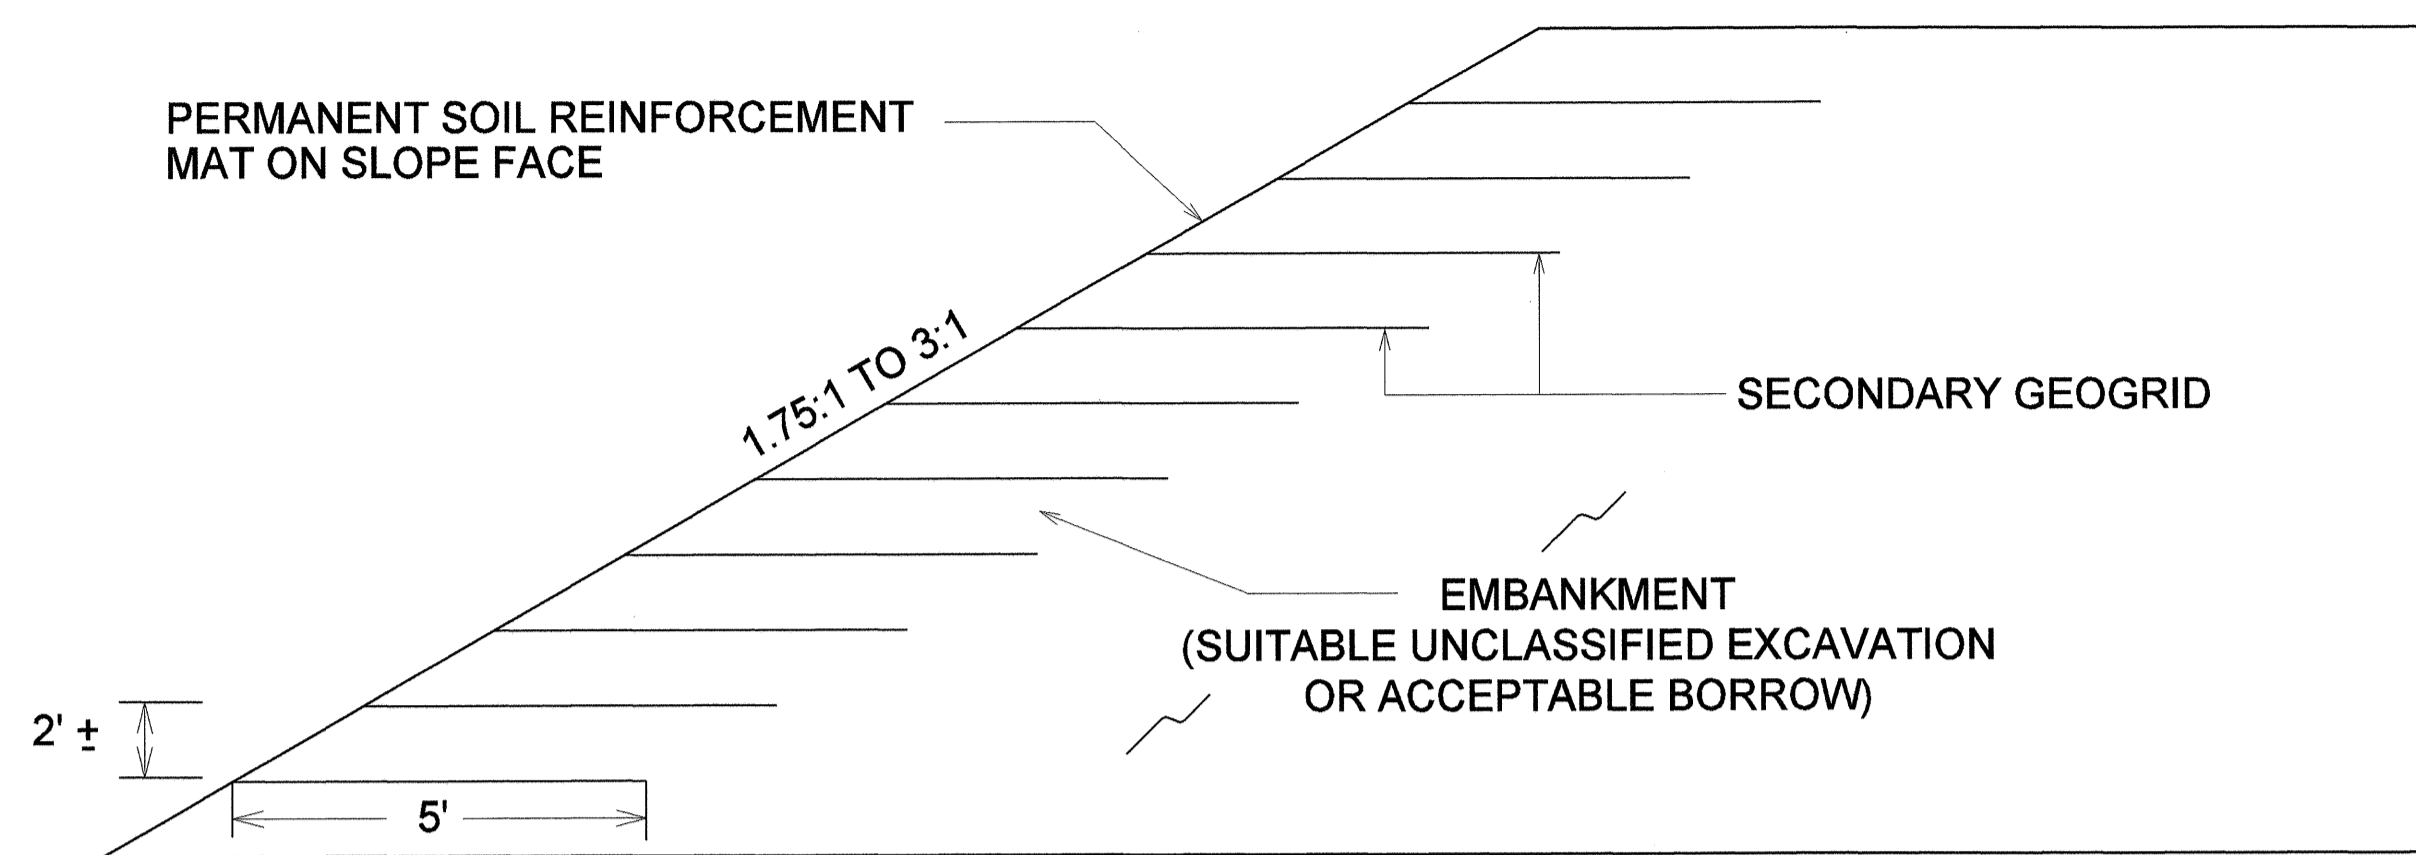 PERMANENT SOIL REINFORCEMENT
MAT ON SLOPE FACE
1.75:1 TO 3:1
SECONDARY GEOGRID
EMBANKMENT
(SUITABLE UNCLASSIFIED EXCAVATION
OR ACCEPTABLE BORROW)
2' ±
5'